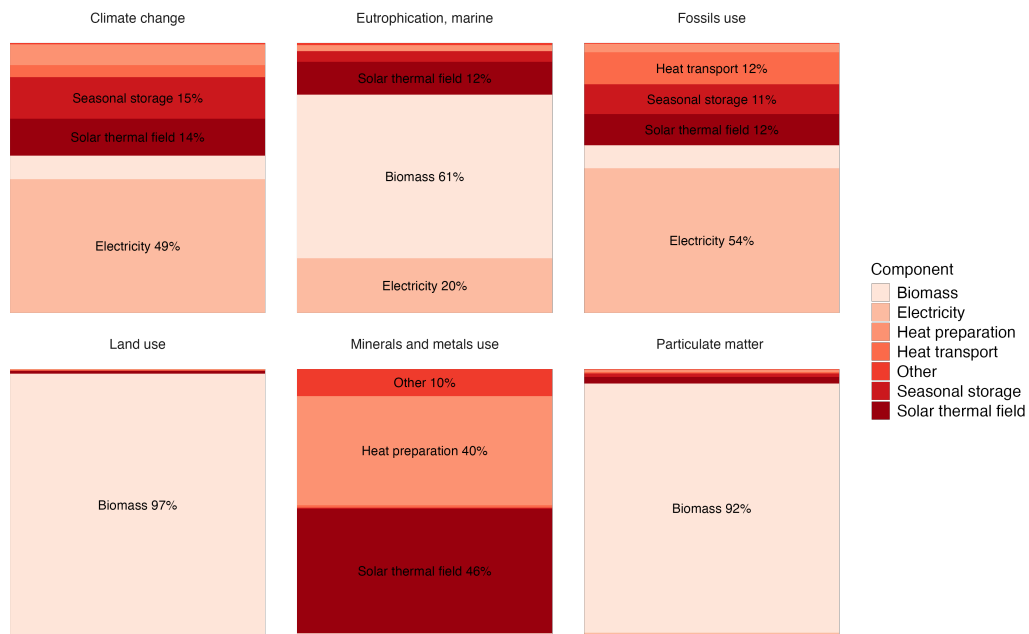 Climate change
Seasonal storage 15%
Solar thermal field 14%
Electricity 49%
Eutrophication, marine
Solar thermal field 12%
Biomass 61%
Electricity 20%
Fossils use
Heat transport 12%
Seasonal storage 11%
Solar thermal field 12%
Electricity 54%
Land use
Biomass 97%
Minerals and metals use
Other 10%
Heat preparation 40%
Solar thermal field 46%
Particulate matter
Biomass 92%
Component
Biomass
Electricity
Heat preparation
Heat transport
Other
Seasonal storage
Solar thermal field